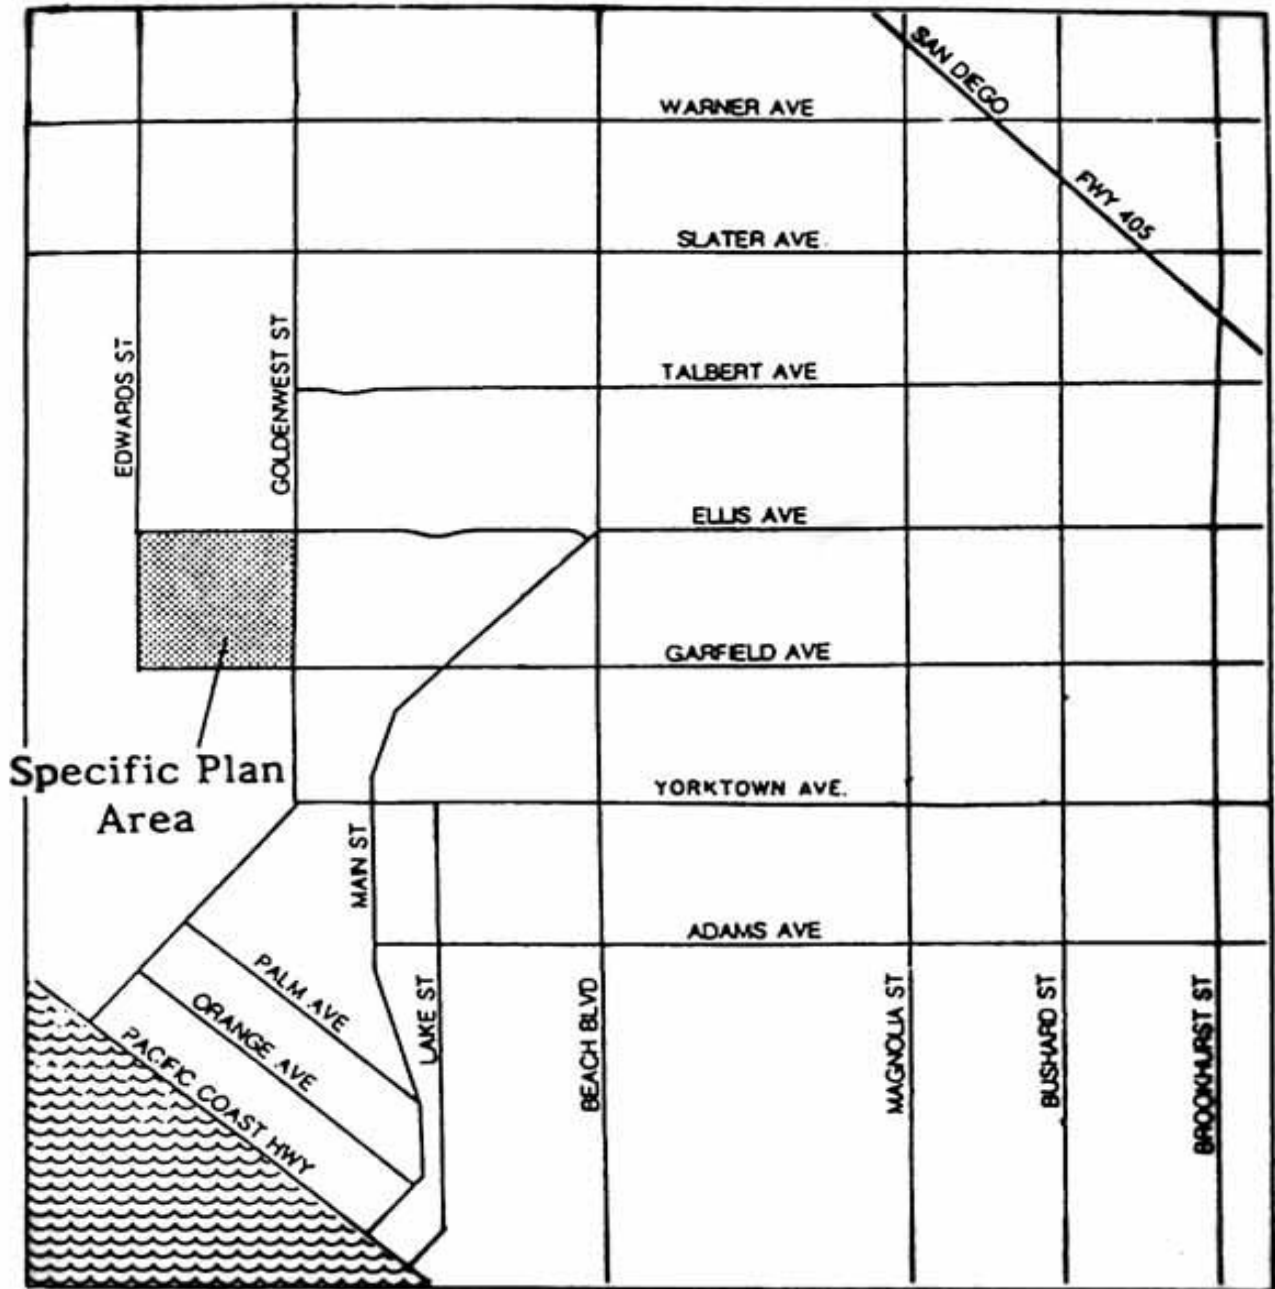 SAN DIEGO
FWY 405
WARNER AVE
SLATER AVE.
EDWARDS ST
GOLDENWEST ST
TALBERT AVE
ELLIS AVE
GARFIELD AVE
Specific Plan
Area
YORKTOWN AVE.
MAIN ST
ADAMS AVE
PALM AVE
ORANGE AVE
PACIFIC COAST HWY
LAKE ST
BEACH BLVD
MAGNOLIA ST
BUSHARD ST
BROOKHURST ST